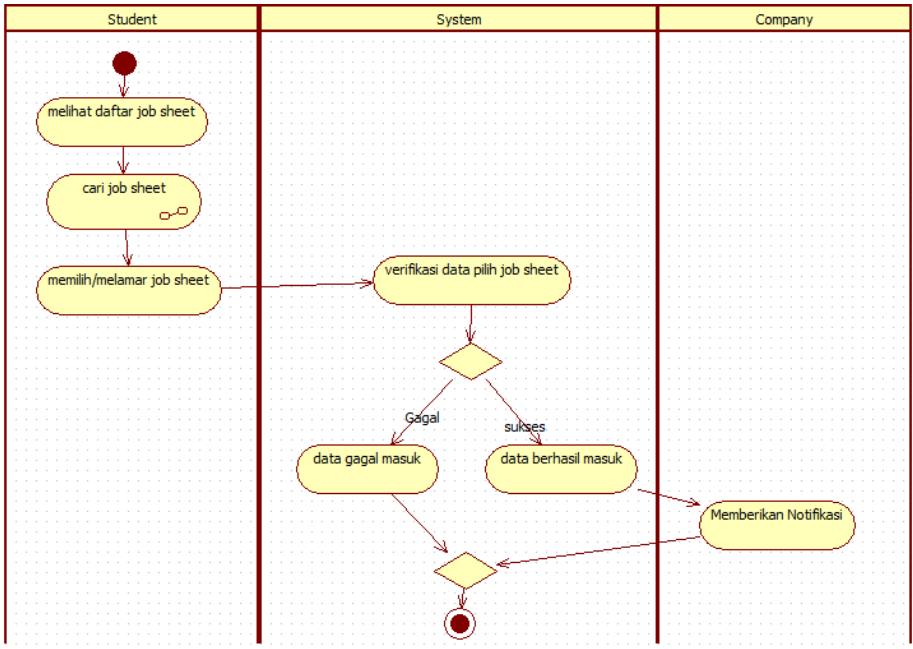 Student
System
Company
melihat daftar job sheet
cari job sheet
memilih/melamar job sheet
verifikasi data pilih job sheet
Gagal
sukses
data gagal masuk
data berhasil masuk
Memberikan Notifikasi